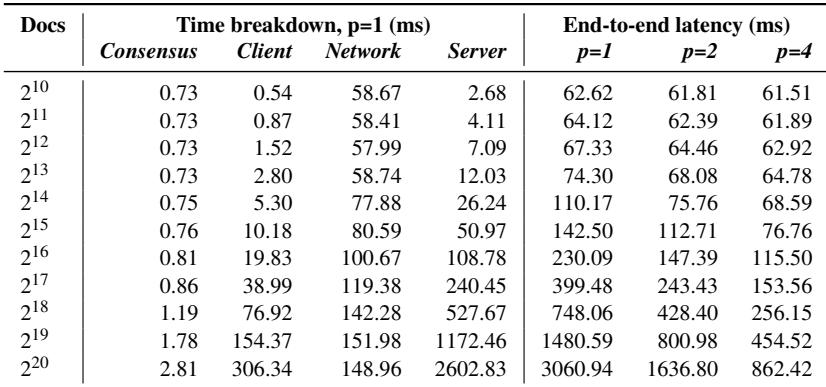 Docs Time breakdown, p=1 (ms) End-to-end latency (ms)
Consensus Client Network Server p=1 p=2 p=4
2^10 0.73 0.54 58.67 2.68 62.62 61.81 61.51
2^11 0.73 0.87 58.41 4.11 64.12 62.39 61.89
2^12 0.73 1.52 57.99 7.09 67.33 64.46 62.92
2^13 0.73 2.80 58.74 12.03 74.30 68.08 64.78
2^14 0.75 5.30 77.88 26.24 110.17 75.76 68.59
2^15 0.76 10.18 80.59 50.97 142.50 112.71 76.76
2^16 0.81 19.83 100.67 108.78 230.09 147.39 115.50
2^17 0.86 38.99 119.38 240.45 399.48 243.43 153.56
2^18 1.19 76.92 142.28 527.67 748.06 428.40 256.15
2^19 1.78 154.37 151.98 1172.46 1480.59 800.98 454.52
2^20 2.81 306.34 148.96 2602.83 3060.94 1636.80 862.42